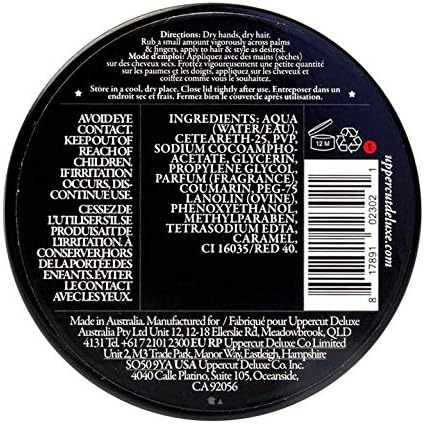 Directions: Dry hands, dry hair.
Rub a small amount vigorously across palms
& fingers, apply to hair & style as desired.
Mode d'emploi: Appliquez avec des mains (sèches)
sur des cheveux secs. Frottez vigoureusement une petite quantité
sur les paumes et les doigts, appliquez sur les cheveux et
coiffez comme vous le désirez.
Store in a cool, dry place. Close lid tightly after use. Entreposer dans un
endroit sec et frais. Fermez bien le couvercle après utilisation.
AVOID EYE
CONTACT.
KEEP OUT OF
REACH OF
CHILDREN.
IF IRRITATION
OCCURS, DIS-
CONTINUE USE.
CESSEZ DE
L'UTILISER SI LE
PRODUIT SAIT DE
L'IRRITATION. À
CONSERVER HORS
DE LA PORTÉE DES
ENFANTS. ÉVITER
LE CONTACT
AVEC LES YEUX.
INGREDIENTS: AQUA
(WATER/EAU),
CETEARETH-25, PVP,
SODIUM COCOAMPHO-
ACETATE, GLYCERIN,
PROPYLENE GLYCOL,
PARFUM (FRAGRANCE),
COUMARIN, PEG-75
LANOLIN (OVINE),
PHENOXYETHANOL,
METHYLPARABEN,
TETRASODIUM EDTA,
CARAMEL,
CI 16035/RED 40.
12 M
5
8 17891 02302 1
uppercutdeluxe.com
Made in Australia. Manufactured for / Fabriqué pour Uppercut Deluxe
Australia Pty Ltd Unit 12, 12-18 Ellerslie Rd, Meadowbrook, QLD
4131 Tel +61 7 2101 2300 EU RP Uppercut Deluxe Co Limited
Unit 2, M3 Trade Park, Manor Way, Eastleigh, Hampshire
SO50 9YA USA Uppercut Deluxe Co. Inc.
4040 Calle Platino, Suite 105, Oceanside,
CA 92056